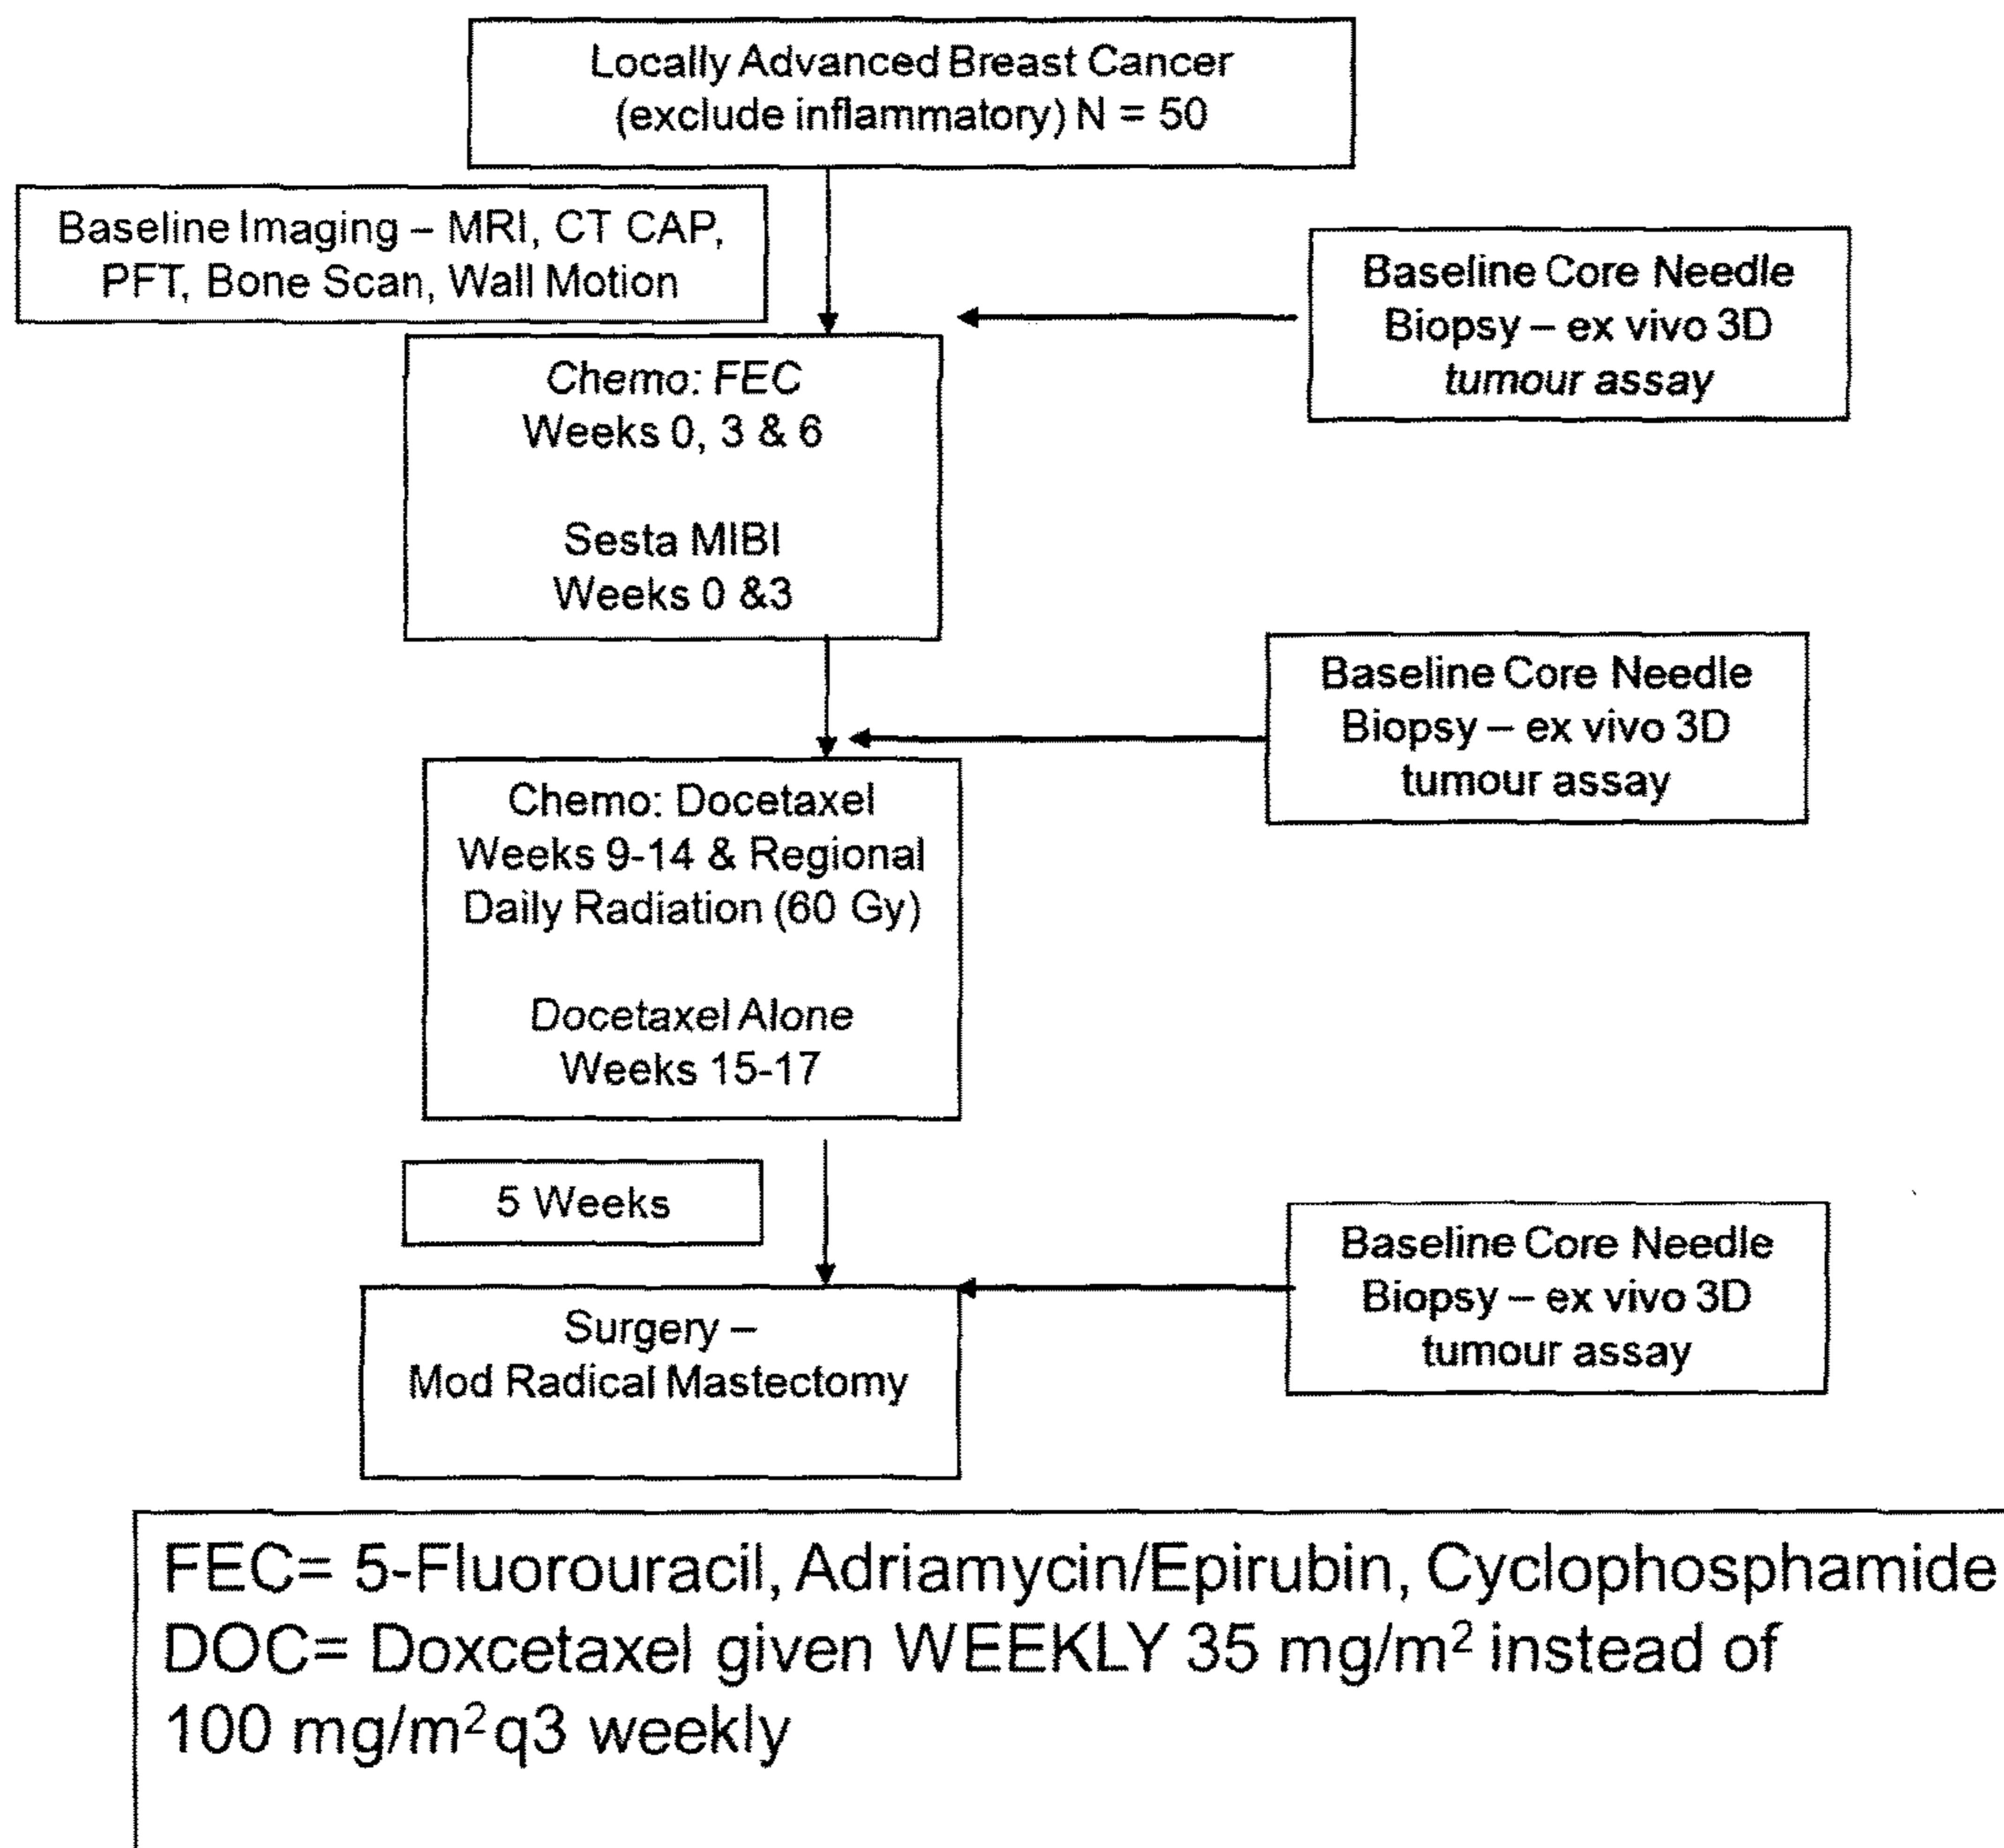 Locally Advanced Breast Cancer
(exclude inflammatory) N = 50
Baseline Imaging – MRI, CT CAP,
PFT, Bone Scan, Wall Motion
Baseline Core Needle
Biopsy – ex vivo 3D
tumour assay
Chemo: FEC
Weeks 0, 3 & 6
Sesta MIBI
Weeks 0 &3
Baseline Core Needle
Biopsy – ex vivo 3D
tumour assay
Chemo: Docetaxel
Weeks 9-14 & Regional
Daily Radiation (60 Gy)
Docetaxel Alone
Weeks 15-17
5 Weeks
Baseline Core Needle
Biopsy – ex vivo 3D
tumour assay
Surgery –
Mod Radical Mastectomy
FEC= 5-Fluorouracil, Adriamycin/Epirubin, Cyclophosphamide
DOC= Doxcetaxel given WEEKLY 35 mg/m² instead of
100 mg/m² q3 weekly